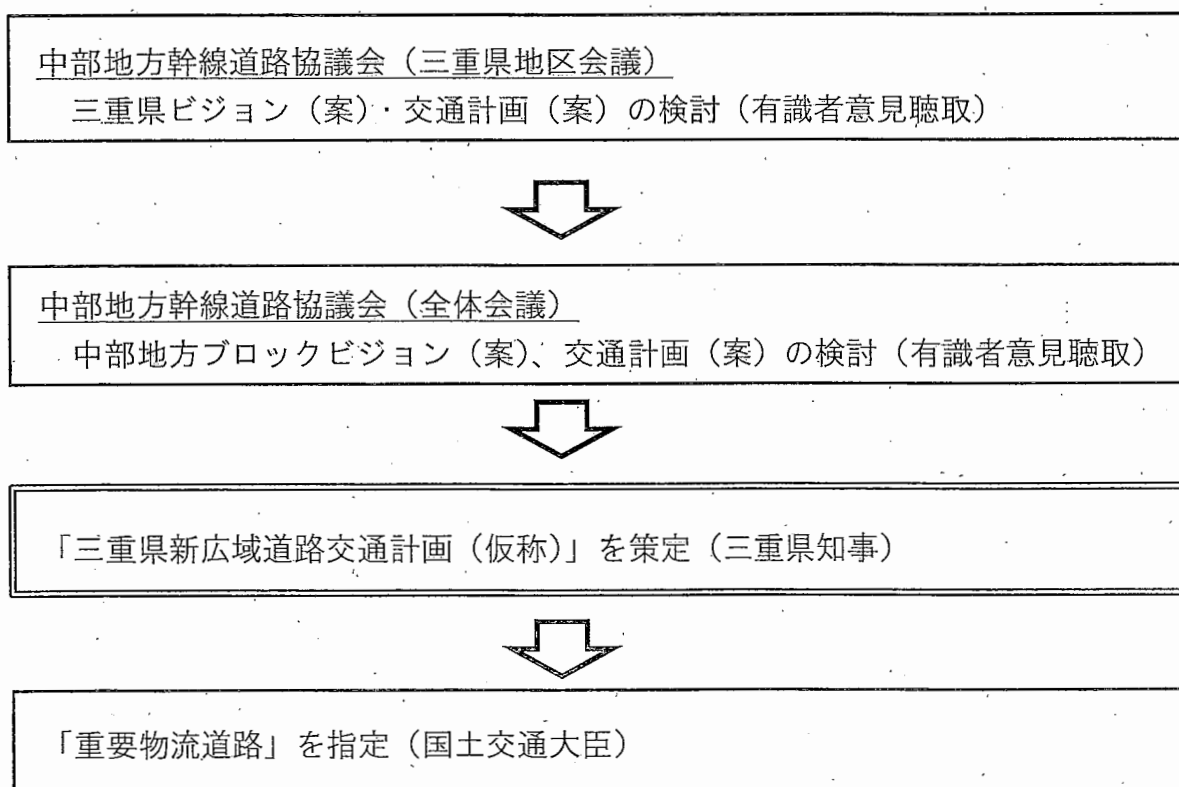 中部地方幹線道路協議会（三重県地区会議）
三重県ビジョン（案）・交通計画（案）の検討（有識者意見聴取）
中部地方幹線道路協議会（全体会議）
中部地方ブロックビジョン（案）、交通計画（案）の検討（有識者意見聴取）
「三重県新広域道路交通計画（仮称）」を策定（三重県知事）
「重要物流道路」を指定（国土交通大臣）